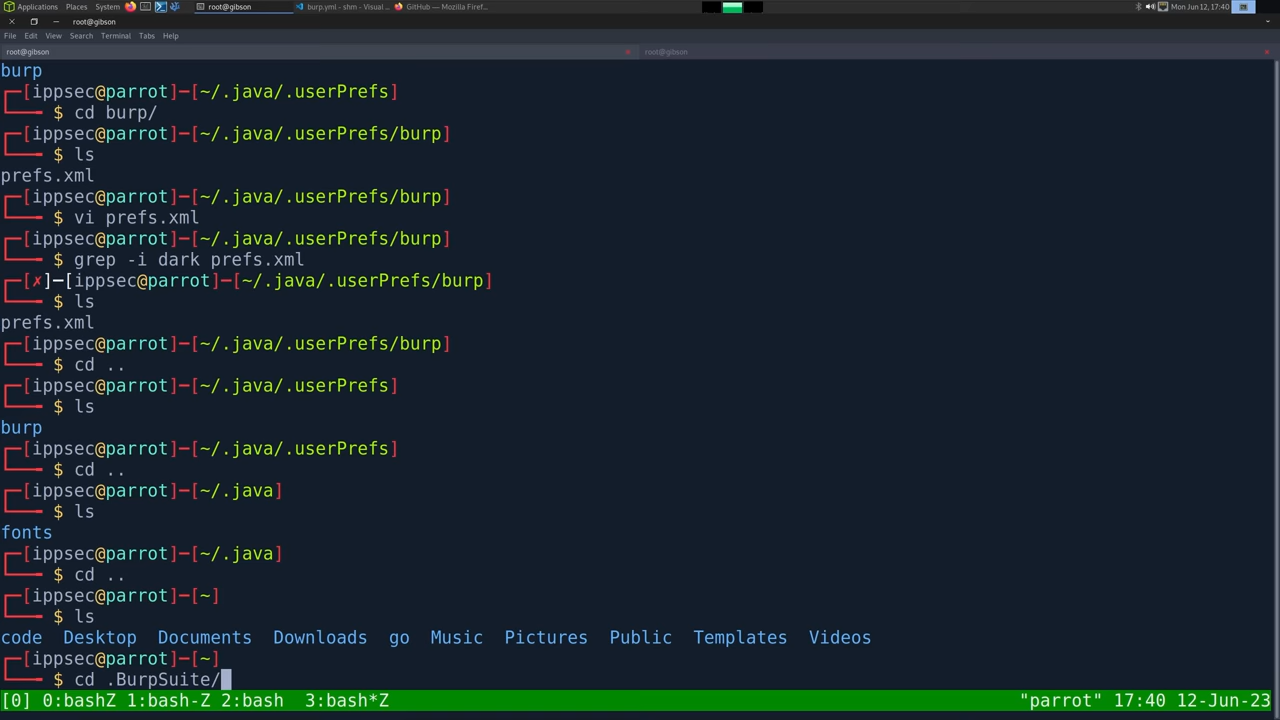 Applications Places System root@gibson burp.yml - shm - Visual ... GitHub — Mozilla Firef... Mon Jun 12, 17:40
root@gibson
File Edit View Search Terminal Tabs Help
root@gibson root@gibson
burp
┌─[ippsec@parrot]─[~/.java/.userPrefs]
└──╼ $ cd burp/
┌─[ippsec@parrot]─[~/.java/.userPrefs/burp]
└──╼ $ ls
prefs.xml
┌─[ippsec@parrot]─[~/.java/.userPrefs/burp]
└──╼ $ vi prefs.xml
┌─[ippsec@parrot]─[~/.java/.userPrefs/burp]
└──╼ $ grep -i dark prefs.xml
┌─[✗]─[ippsec@parrot]─[~/.java/.userPrefs/burp]
└──╼ $ ls
prefs.xml
┌─[ippsec@parrot]─[~/.java/.userPrefs/burp]
└──╼ $ cd ..
┌─[ippsec@parrot]─[~/.java/.userPrefs]
└──╼ $ ls
burp
┌─[ippsec@parrot]─[~/.java/.userPrefs]
└──╼ $ cd ..
┌─[ippsec@parrot]─[~/.java]
└──╼ $ ls
fonts
┌─[ippsec@parrot]─[~/.java]
└──╼ $ cd ..
┌─[ippsec@parrot]─[~]
└──╼ $ ls
code Desktop Documents Downloads go Music Pictures Public Templates Videos
┌─[ippsec@parrot]─[~]
└──╼ $ cd .BurpSuite/
[0] 0:bashZ 1:bash-Z 2:bash 3:bash*Z "parrot" 17:40 12-Jun-23